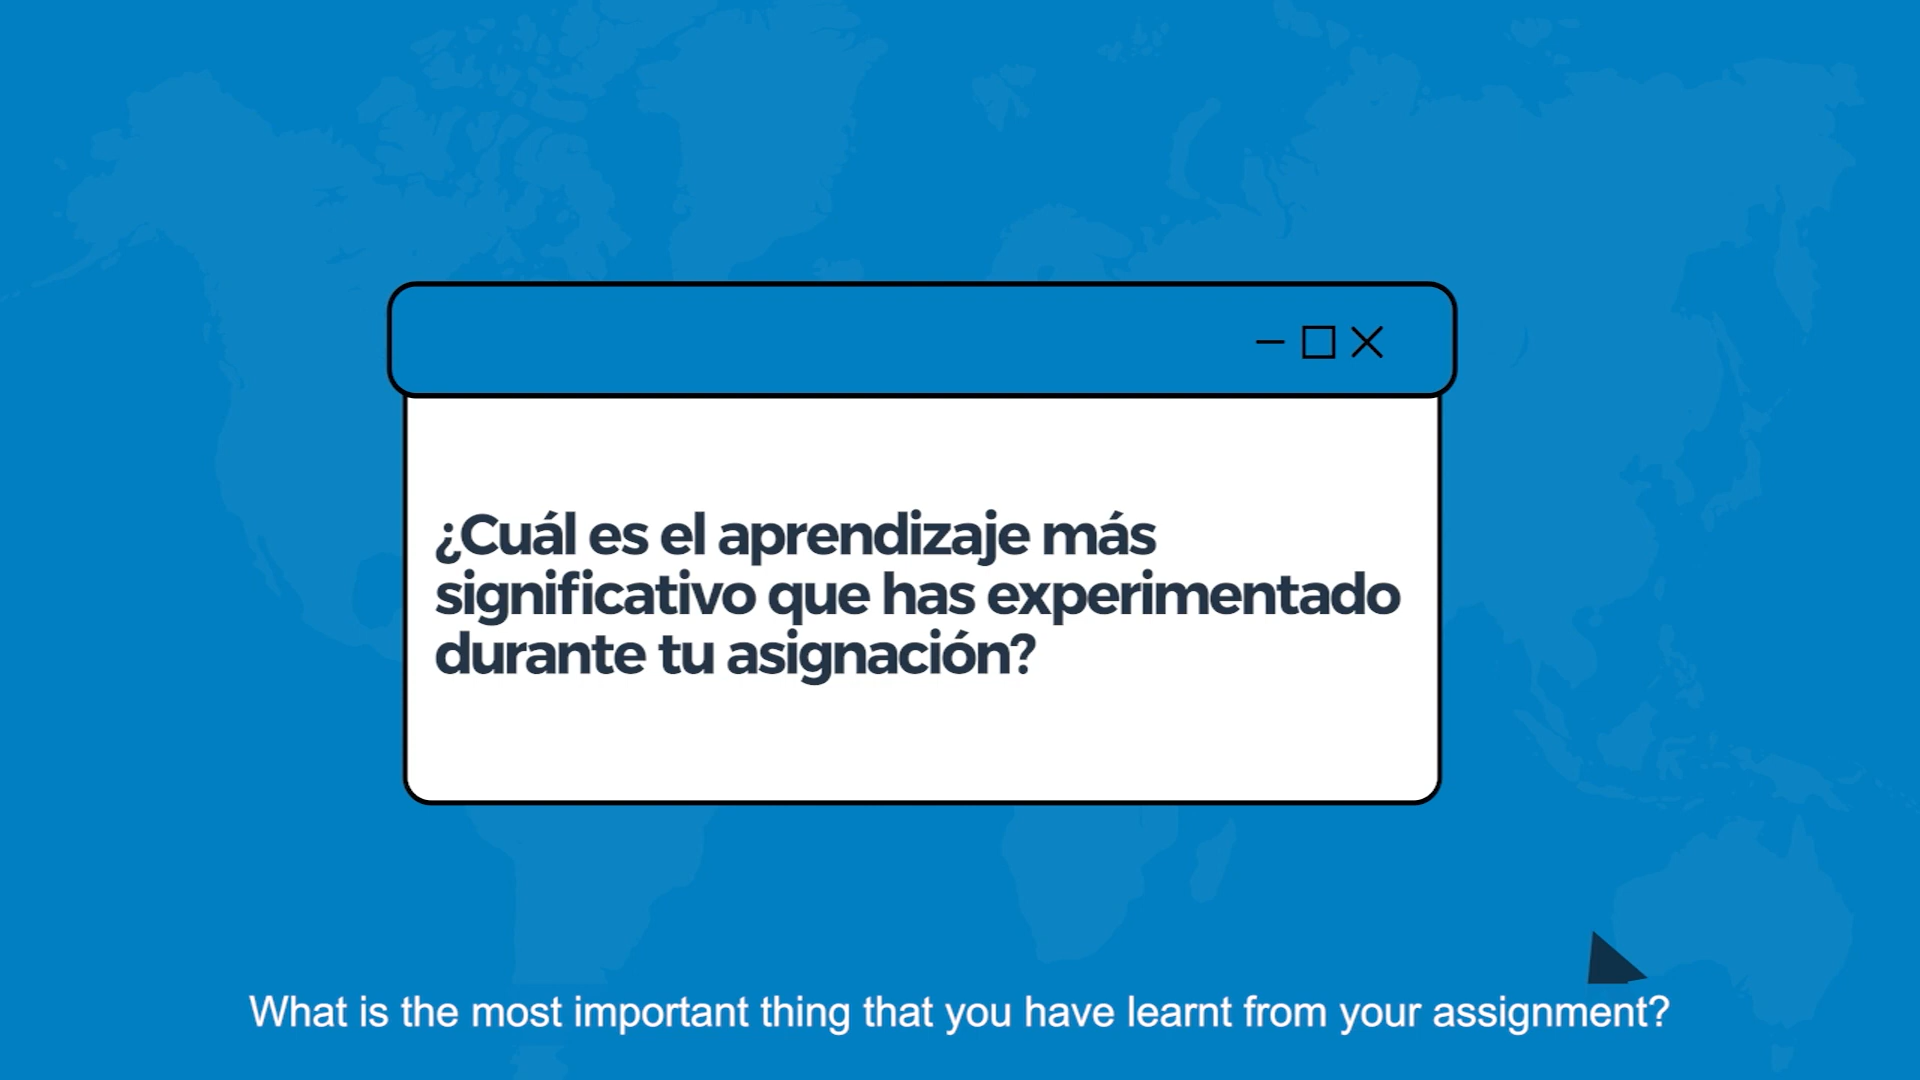 ¿Cuál es el aprendizaje más
significativo que has experimentado
durante tu asignación?
What is the most important thing that you have learnt from your assignment?